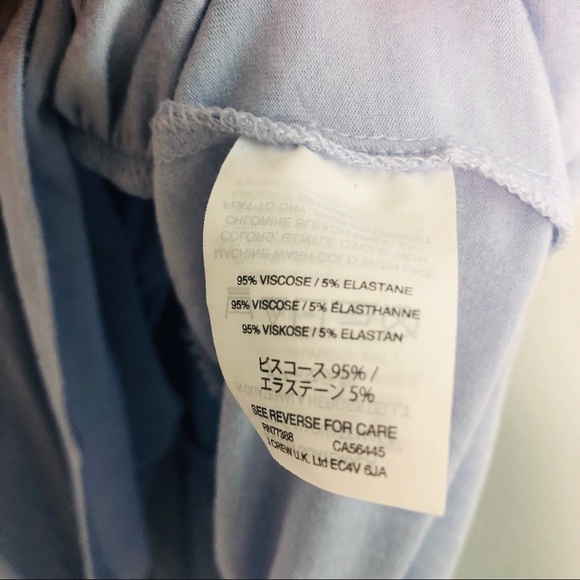 95% VISCOSE / 5% ELASTANE
95% VISCOSE / 5% ÉLASTHANNE
95% VISKOSE / 5% ELASTAN
ビスコース 95% /
エラステーン 5%
SEE REVERSE FOR CARE
RN77388 CA56445
J.CREW U.K. Ltd EC4V 6JA